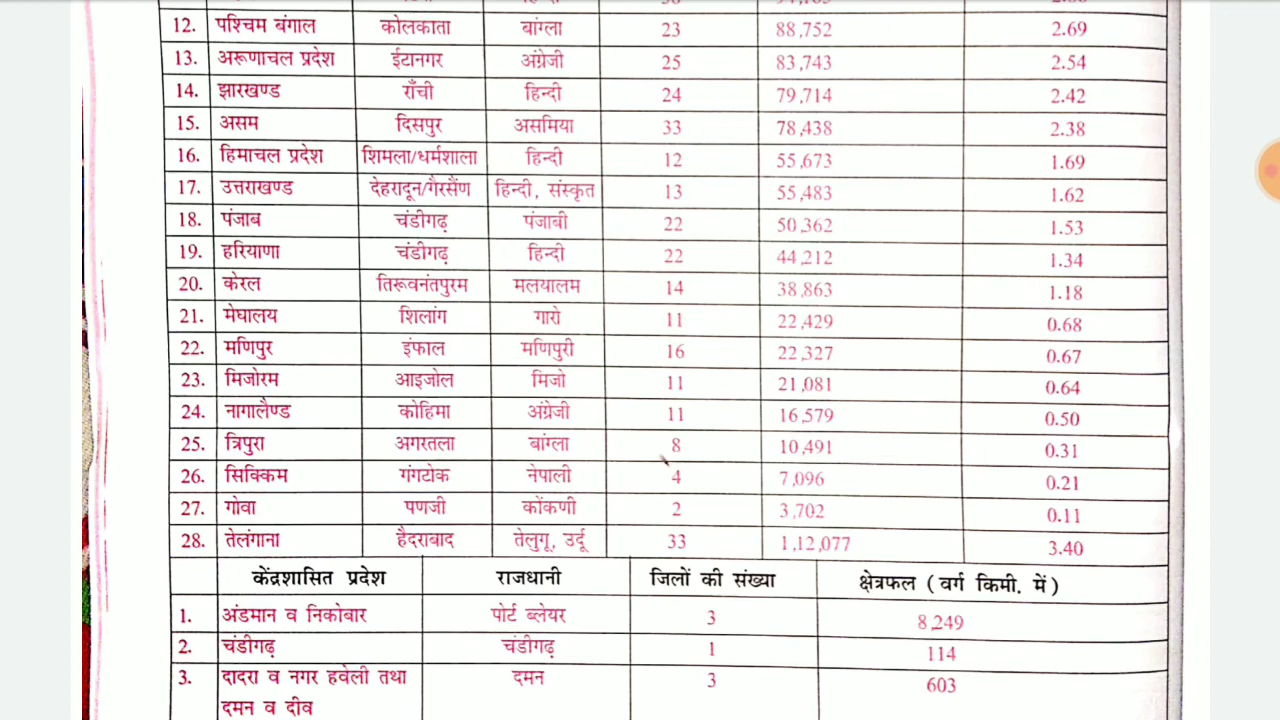 12. पश्चिम बंगाल कोलकाता बांग्ला 23 88,752 2.69
13. अरूणाचल प्रदेश ईटानगर अंग्रेजी 25 83,743 2.54
14. झारखण्ड राँची हिन्दी 24 79,714 2.42
15. असम दिसपुर असमिया 33 78,438 2.38
16. हिमाचल प्रदेश शिमला/धर्मशाला हिन्दी 12 55,673 1.69
17. उत्तराखण्ड देहरादून/गैरसैंण हिन्दी, संस्कृत 13 55,483 1.62
18. पंजाब चंडीगढ़ पंजाबी 22 50,362 1.53
19. हरियाणा चंडीगढ़ हिन्दी 22 44,212 1.34
20. केरल तिरूवनंतपुरम मलयालम 14 38,863 1.18
21. मेघालय शिलांग गारो 11 22,429 0.68
22. मणिपुर इंफाल मणिपुरी 16 22,327 0.67
23. मिजोरम आइजोल मिजो 11 21,081 0.64
24. नागालैण्ड कोहिमा अंग्रेजी 11 16,579 0.50
25. त्रिपुरा अगरतला बांग्ला 8 10,491 0.31
26. सिक्किम गंगटोक नेपाली 4 7,096 0.21
27. गोवा पणजी कोंकणी 2 3,702 0.11
28. तेलंगाना हैदराबाद तेलुगू, उर्दू 33 1,12,077 3.40
केंद्रशासित प्रदेश राजधानी जिलों की संख्या क्षेत्रफल (वर्ग किमी. में)
1. अंडमान व निकोबार पोर्ट ब्लेयर 3 8,249
2. चंडीगढ़ चंडीगढ़ 1 114
3. दादरा व नगर हवेली तथा दमन 3 603
दमन व दीव